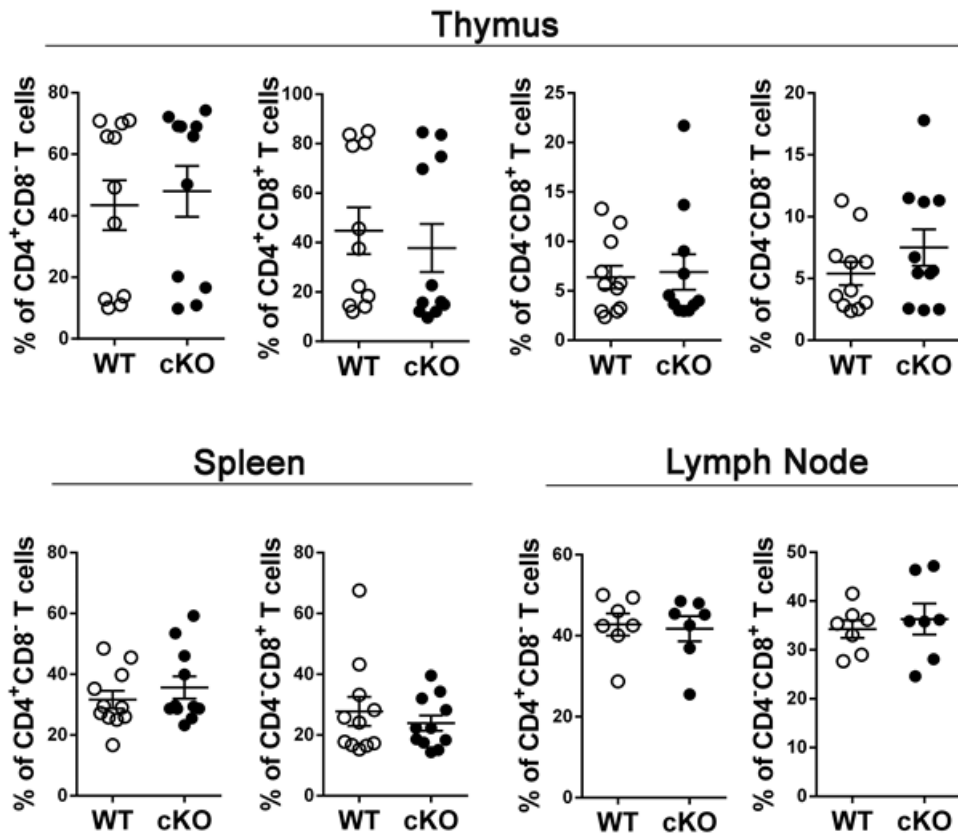 Thymus
% of CD4⁺CD8⁻ T cells
80
60
40
20
0
WT cKO
% of CD4⁺CD8⁺ T cells
100
80
60
40
20
0
WT cKO
% of CD4⁻CD8⁺ T cells
25
20
15
10
5
0
WT cKO
% of CD4⁻CD8⁻ T cells
20
15
10
5
0
WT cKO
Spleen
% of CD4⁺CD8⁻ T cells
80
60
40
20
0
WT cKO
% of CD4⁻CD8⁺ T cells
80
60
40
20
0
WT cKO
Lymph Node
% of CD4⁺CD8⁻ T cells
60
40
20
0
WT cKO
% of CD4⁻CD8⁺ T cells
50
40
30
20
10
0
WT cKO